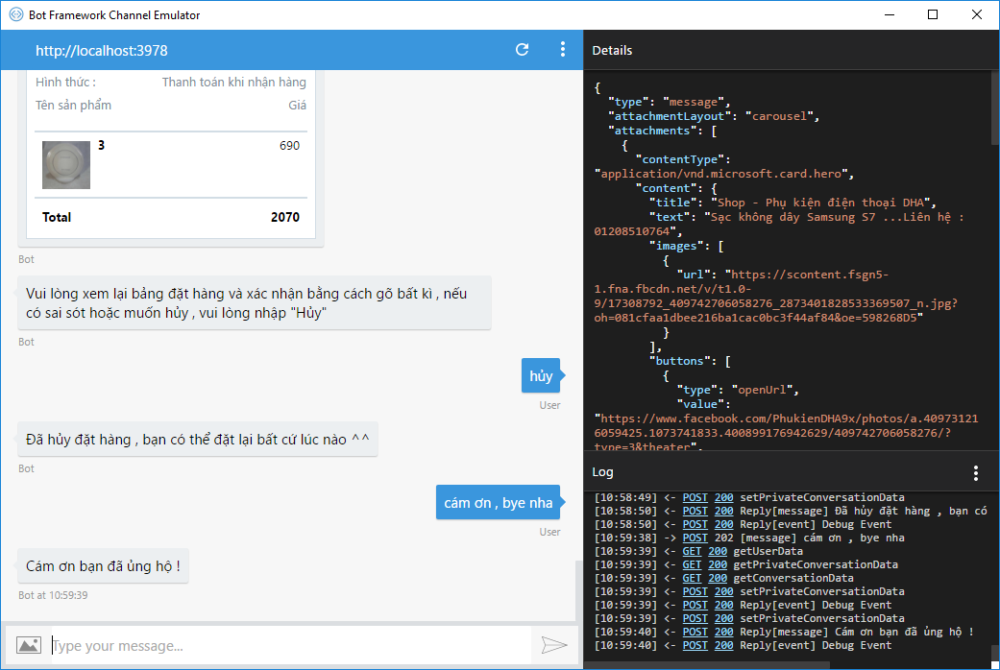 Bot Framework Channel Emulator
http://localhost:3978
Hình thức : Thanh toán khi nhận hàng
Tên sản phẩm Giá
3 690
Total 2070
Bot
Vui lòng xem lại bảng đặt hàng và xác nhận bằng cách gõ bất kì , nếu
có sai sót hoặc muốn hủy , vui lòng nhập "Hủy"
Bot
hủy
User
Đã hủy đặt hàng , bạn có thể đặt lại bất cứ lúc nào ^^
Bot
cám ơn , bye nha
User
Cám ơn bạn đã ủng hộ !
Bot at 10:59:39
Type your message...
Details
{
"type": "message",
"attachmentLayout": "carousel",
"attachments": [
{
"contentType":
"application/vnd.microsoft.card.hero",
"content": {
"title": "Shop - Phụ kiện điện thoại DHA",
"text": "Sạc không dây Samsung S7 ...Liên hệ :
01208510764",
"images": [
{
"url": "https://scontent.fsgn5-
1.fna.fbcdn.net/v/t1.0-
9/17308792_409742706058276_2873401828533369507_n.jpg?
oh=081cfaa1dbee216ba1cac0bc3f44af84&oe=598268D5"
}
],
"buttons": [
{
"type": "openUrl",
"value":
"https://www.facebook.com/PhukienDHA9x/photos/a.40973121
6059425.1073741833.400899176942629/409742706058276/?
type=3&theater",
Log
[10:58:49] <- POST 200 setPrivateConversationData
[10:58:50] <- POST 200 Reply[message] Đã hủy đặt hàng , bạn có
[10:58:50] <- POST 200 Reply[event] Debug Event
[10:59:38] -> POST 202 [message] cám ơn , bye nha
[10:59:39] <- GET 200 getUserData
[10:59:39] <- GET 200 getPrivateConversationData
[10:59:39] <- GET 200 getConversationData
[10:59:39] <- POST 200 setPrivateConversationData
[10:59:39] <- POST 200 Reply[event] Debug Event
[10:59:39] <- POST 200 setPrivateConversationData
[10:59:40] <- POST 200 Reply[message] Cám ơn bạn đã ủng hộ !
[10:59:40] <- POST 200 Reply[event] Debug Event